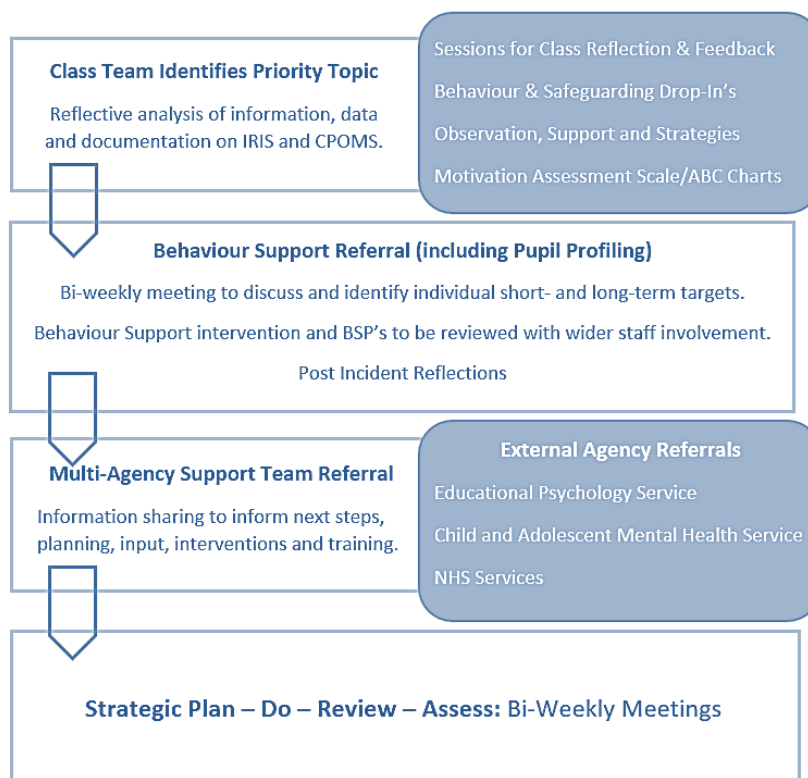 Class Team Identifies Priority Topic
Reflective analysis of information, data
and documentation on IRIS and CPOMS.
Sessions for Class Reflection & Feedback
Behaviour & Safeguarding Drop-In's
Observation, Support and Strategies
Motivation Assessment Scale/ABC Charts
Behaviour Support Referral (including Pupil Profiling)
Bi-weekly meeting to discuss and identify individual short- and long-term targets.
Behaviour Support intervention and BSP's to be reviewed with wider staff involvement.
Post Incident Reflections
Multi-Agency Support Team Referral
Information sharing to inform next steps,
planning, input, interventions and training.
External Agency Referrals
Educational Psychology Service
Child and Adolescent Mental Health Service
NHS Services
Strategic Plan – Do – Review – Assess: Bi-Weekly Meetings